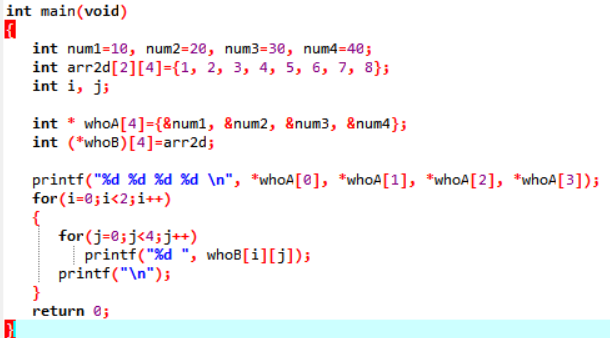 int main(void)
{
int num1=10, num2=20, num3=30, num4=40;
int arr2d[2][4]={1, 2, 3, 4, 5, 6, 7, 8};
int i, j;
int * whoA[4]={&num1, &num2, &num3, &num4};
int (*whoB)[4]=arr2d;
printf("%d %d %d %d \n", *whoA[0], *whoA[1], *whoA[2], *whoA[3]);
for(i=0;i<2;i++)
{
for(j=0;j<4;j++)
printf("%d ", whoB[i][j]);
printf("\n");
}
return 0;
}